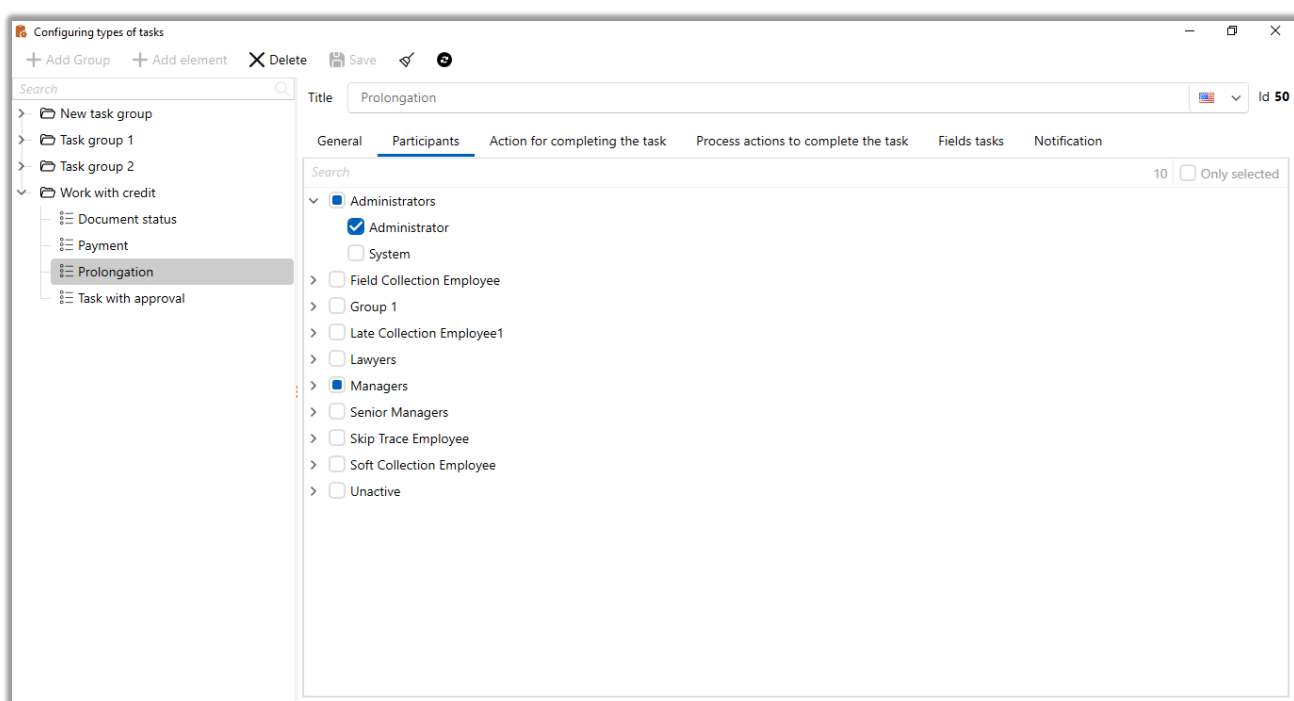 Configuring types of tasks
Add Group Add element Delete Save
Search
New task group
Task group 1
Task group 2
Work with credit
Document status
Payment
Prolongation
Task with approval
Title Prolongation Id 50
General Participants Action for completing the task Process actions to complete the task Fields tasks Notification
Search 10 Only selected
Administrators
Administrator
System
Field Collection Employee
Group 1
Late Collection Employee1
Lawyers
Managers
Senior Managers
Skip Trace Employee
Soft Collection Employee
Unactive